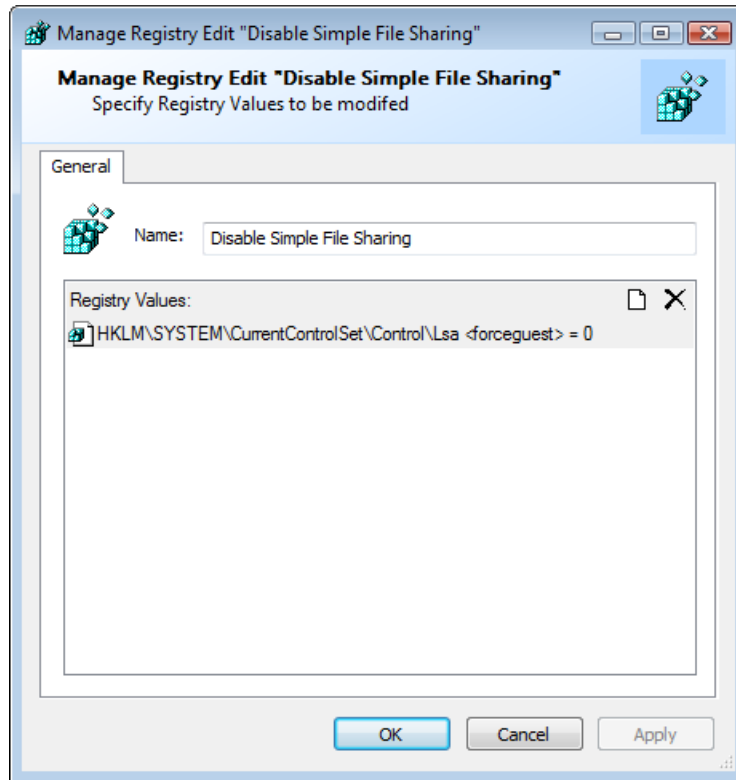 Manage Registry Edit "Disable Simple File Sharing"
Manage Registry Edit "Disable Simple File Sharing"
Specify Registry Values to be modifed
General
Name: Disable Simple File Sharing
Registry Values:
HKLM\SYSTEM\CurrentControlSet\Control\Lsa <forceguest> = 0
OK Cancel Apply